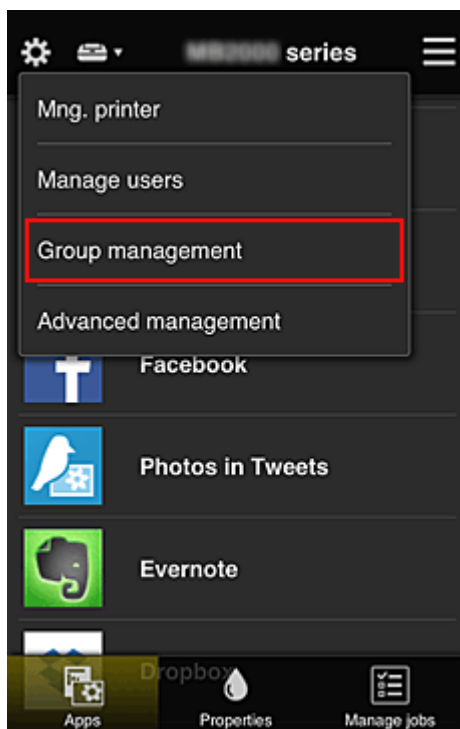 series
Mng. printer
Manage users
Group management
Advanced management
Facebook
Photos in Tweets
Evernote
Dropbox
Apps
Properties
Manage jobs